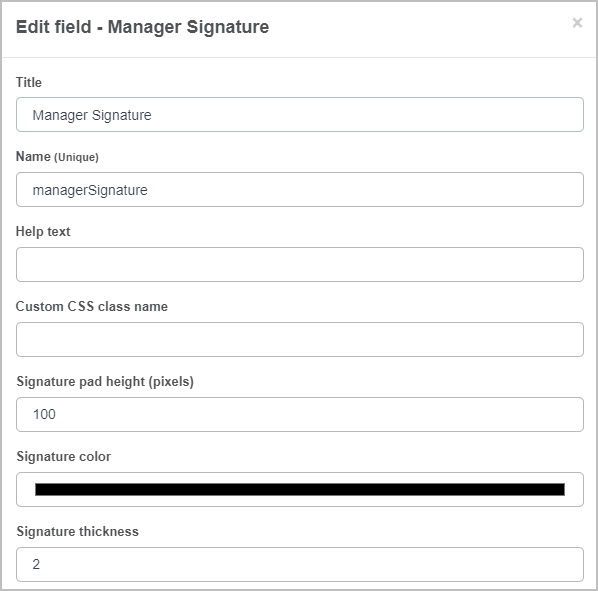 Edit field - Manager Signature
×
Title
Manager Signature
Name (Unique)
managerSignature
Help text
Custom CSS class name
Signature pad height (pixels)
100
Signature color
Signature thickness
2